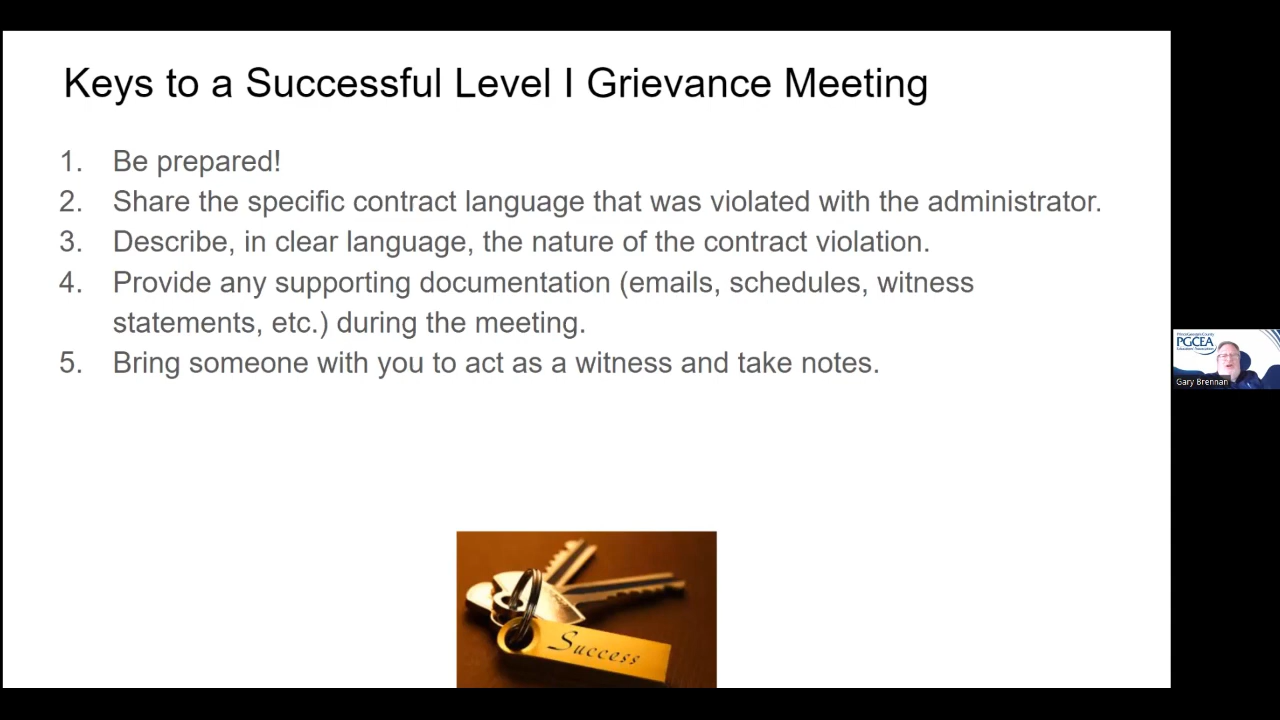 Keys to a Successful Level I Grievance Meeting
1. Be prepared!
2. Share the specific contract language that was violated with the administrator.
3. Describe, in clear language, the nature of the contract violation.
4. Provide any supporting documentation (emails, schedules, witness
statements, etc.) during the meeting.
5. Bring someone with you to act as a witness and take notes.
PGCEA
Gary Brennan
Success